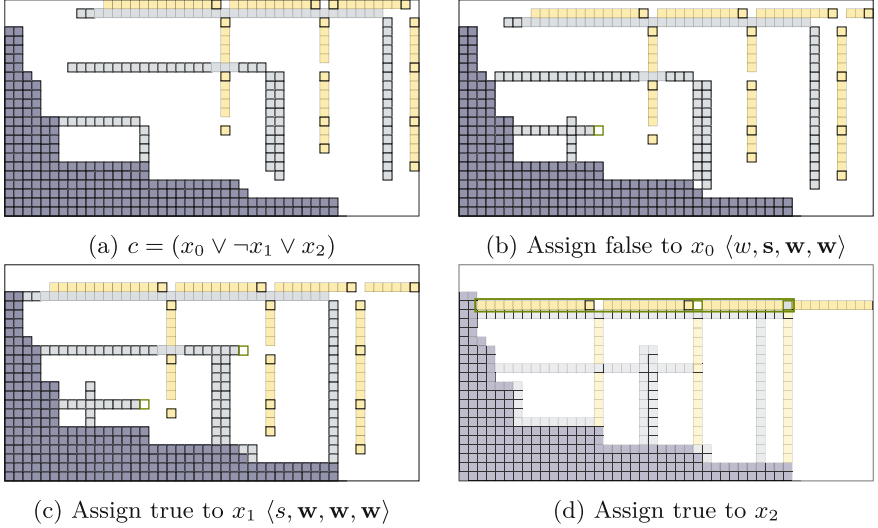 (a) c = (x₀ ∨ ¬x₁ ∨ x₂)
(b) Assign false to x₀ ⟨w, s, w, w⟩
(c) Assign true to x₁ ⟨s, w, w, w⟩
(d) Assign true to x₂